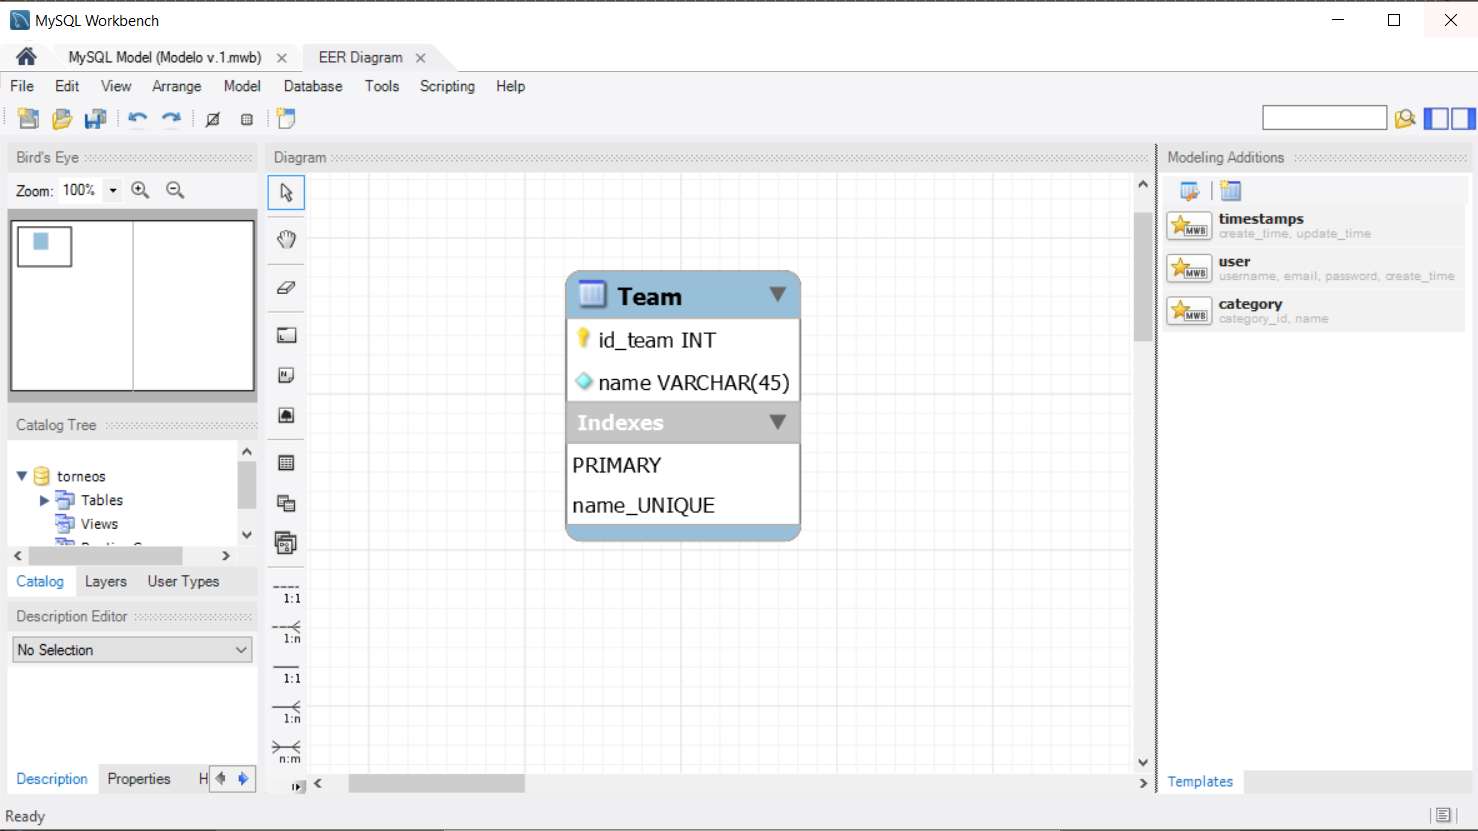 MySQL Workbench
MySQL Model (Modelo v.1.mwb)
EER Diagram
File Edit View Arrange Model Database Tools Scripting Help
Bird's Eye
Zoom: 100%
Catalog Tree
torneos
Tables
Views
Catalog Layers User Types
Description Editor
No Selection
Description Properties H
Ready
Diagram
L
N
1:1
1:n
1:1
1:n
n:m
Team
id_team INT
name VARCHAR(45)
Indexes
PRIMARY
name_UNIQUE
Modeling Additions
MWB
timestamps
create_time, update_time
MWB
user
username, email, password, create_time
MWB
category
category_id, name
Templates